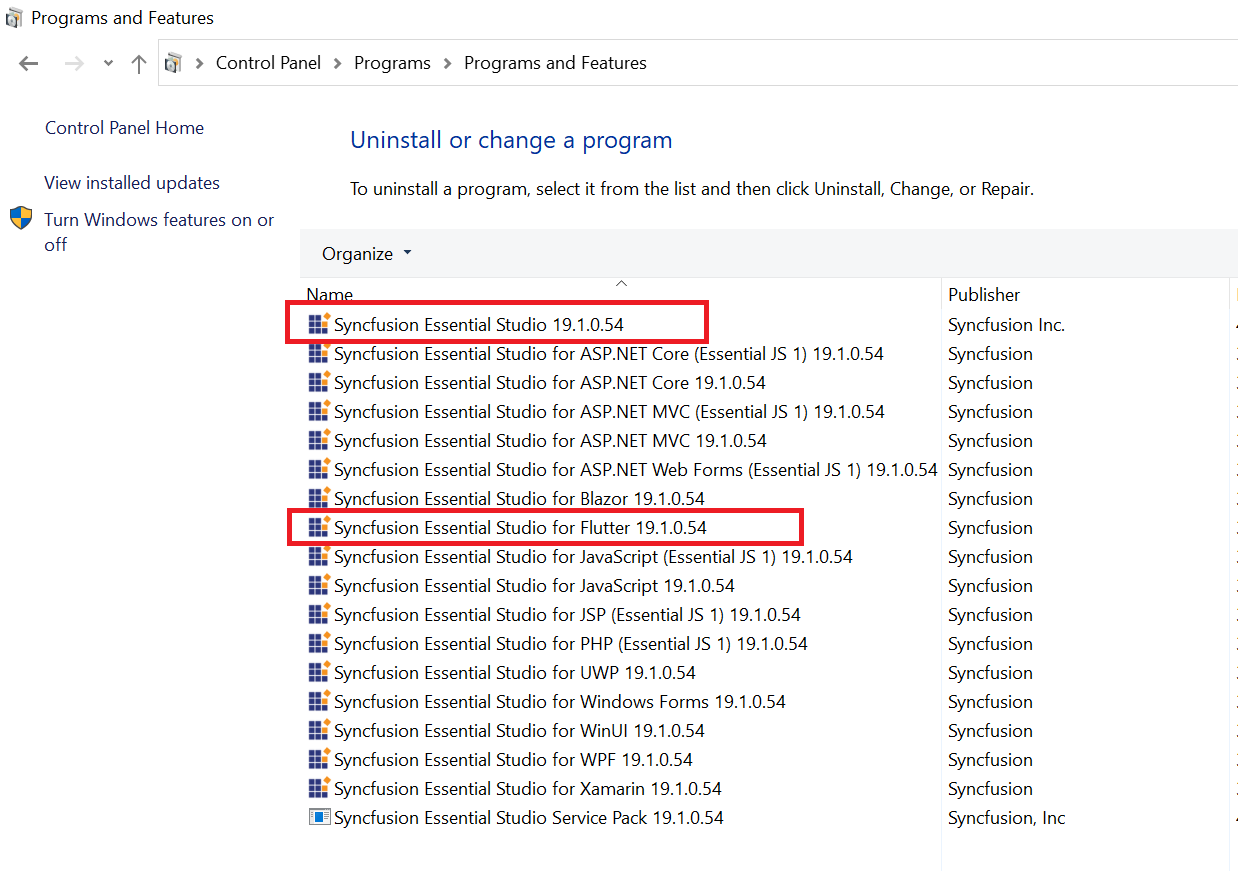 Programs and Features
Control Panel > Programs > Programs and Features
Control Panel Home
View installed updates
Turn Windows features on or
off
Uninstall or change a program
To uninstall a program, select it from the list and then click Uninstall, Change, or Repair.
Organize
Name Publisher
Syncfusion Essential Studio 19.1.0.54 Syncfusion Inc.
Syncfusion Essential Studio for ASP.NET Core (Essential JS 1) 19.1.0.54 Syncfusion
Syncfusion Essential Studio for ASP.NET Core 19.1.0.54 Syncfusion
Syncfusion Essential Studio for ASP.NET MVC (Essential JS 1) 19.1.0.54 Syncfusion
Syncfusion Essential Studio for ASP.NET MVC 19.1.0.54 Syncfusion
Syncfusion Essential Studio for ASP.NET Web Forms (Essential JS 1) 19.1.0.54 Syncfusion
Syncfusion Essential Studio for Blazor 19.1.0.54 Syncfusion
Syncfusion Essential Studio for Flutter 19.1.0.54 Syncfusion
Syncfusion Essential Studio for JavaScript (Essential JS 1) 19.1.0.54 Syncfusion
Syncfusion Essential Studio for JavaScript 19.1.0.54 Syncfusion
Syncfusion Essential Studio for JSP (Essential JS 1) 19.1.0.54 Syncfusion
Syncfusion Essential Studio for PHP (Essential JS 1) 19.1.0.54 Syncfusion
Syncfusion Essential Studio for UWP 19.1.0.54 Syncfusion
Syncfusion Essential Studio for Windows Forms 19.1.0.54 Syncfusion
Syncfusion Essential Studio for WinUI 19.1.0.54 Syncfusion
Syncfusion Essential Studio for WPF 19.1.0.54 Syncfusion
Syncfusion Essential Studio for Xamarin 19.1.0.54 Syncfusion
Syncfusion Essential Studio Service Pack 19.1.0.54 Syncfusion, Inc